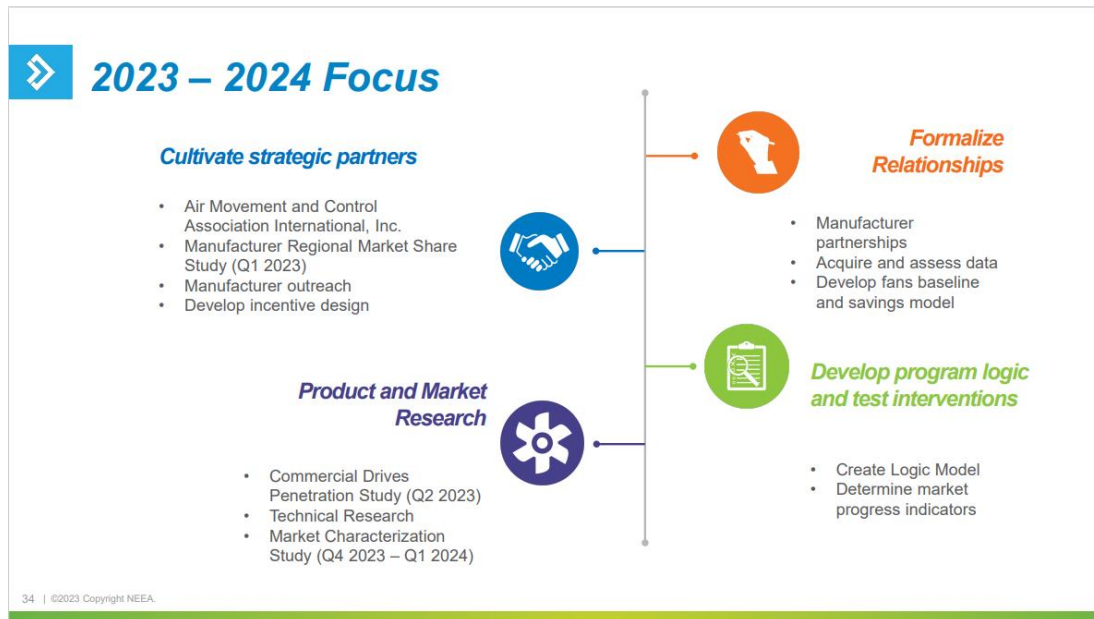 2023 – 2024 Focus
Cultivate strategic partners
• Air Movement and Control
Association International, Inc.
• Manufacturer Regional Market Share
Study (Q1 2023)
• Manufacturer outreach
• Develop incentive design
Formalize
Relationships
• Manufacturer
partnerships
• Acquire and assess data
• Develop fans baseline
and savings model
Product and Market
Research
• Commercial Drives
Penetration Study (Q2 2023)
• Technical Research
• Market Characterization
Study (Q4 2023 – Q1 2024)
Develop program logic
and test interventions
• Create Logic Model
• Determine market
progress indicators
34 | ©2023 Copyright NEEA.